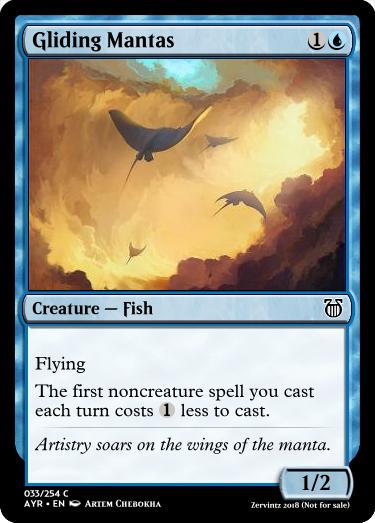 Gliding Mantas 1
Creature — Fish
Flying
The first noncreature spell you cast
each turn costs 1 less to cast.
Artistry soars on the wings of the manta.
1/2
033/254 C
AYR • EN Artem Chebokha
Zervintz 2018 (Not for sale)